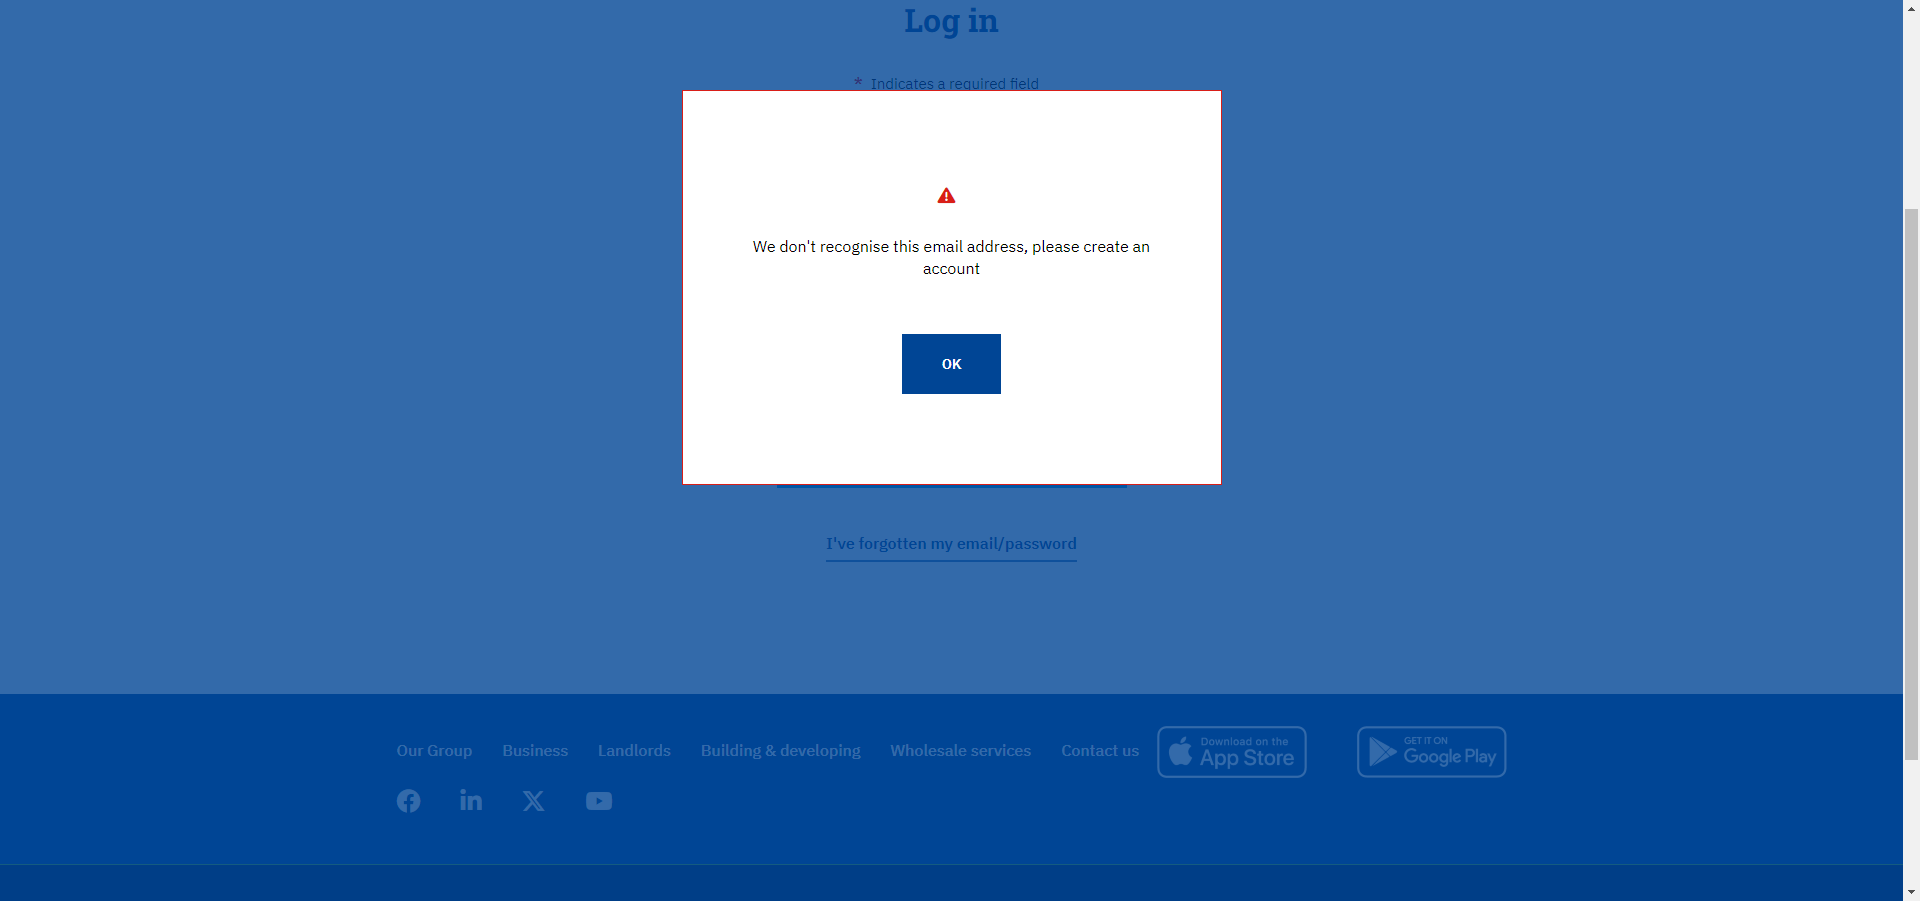 Log in
* Indicates a required field
We don't recognise this email address, please create an
account
OK
I've forgotten my email/password
Our Group Business Landlords Building & developing Wholesale services Contact us
Download on the
App Store
GET IT ON
Google Play